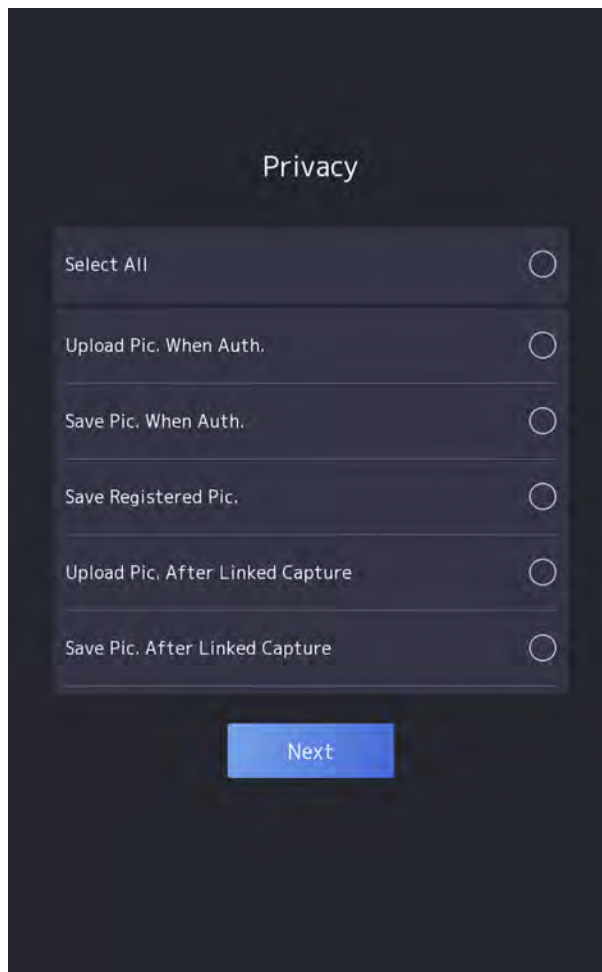 Privacy
Select All
Upload Pic. When Auth.
Save Pic. When Auth.
Save Registered Pic.
Upload Pic. After Linked Capture
Save Pic. After Linked Capture
Next